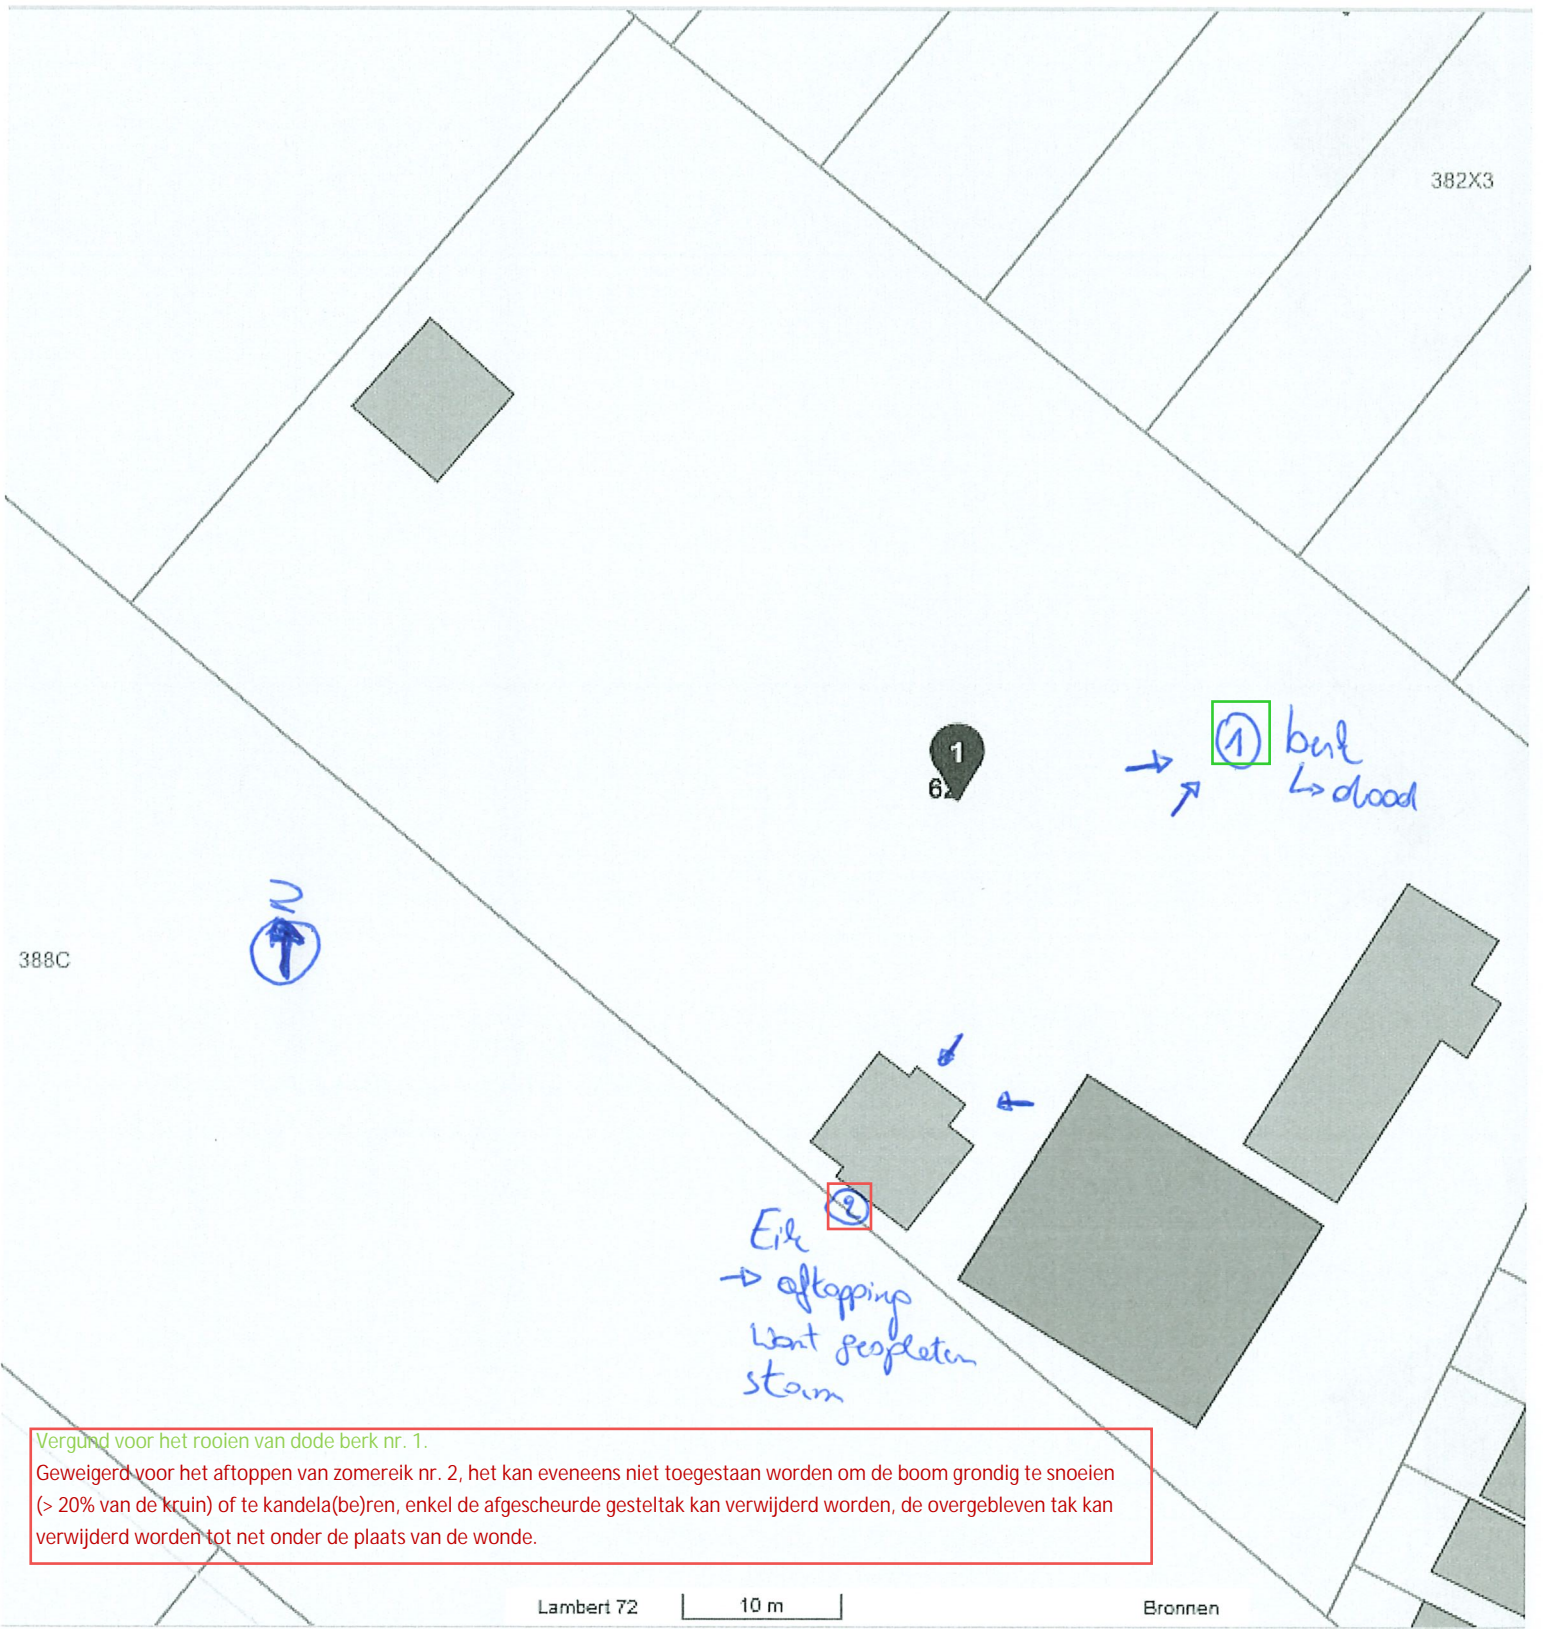 382X3
1
62
1 berk
↳ dood
N
388C
2
Eik
→ aftopping
Want gespleten
stam
Vergund voor het rooien van dode berk nr. 1.
Geweigerd voor het aftoppen van zomereik nr. 2, het kan eveneens niet toegestaan worden om de boom grondig te snoeien
(> 20% van de kruin) of te kandela(be)ren, enkel de afgescheurde gesteltak kan verwijderd worden, de overgebleven tak kan
verwijderd worden tot net onder de plaats van de wonde.
Lambert 72 10 m Bronnen